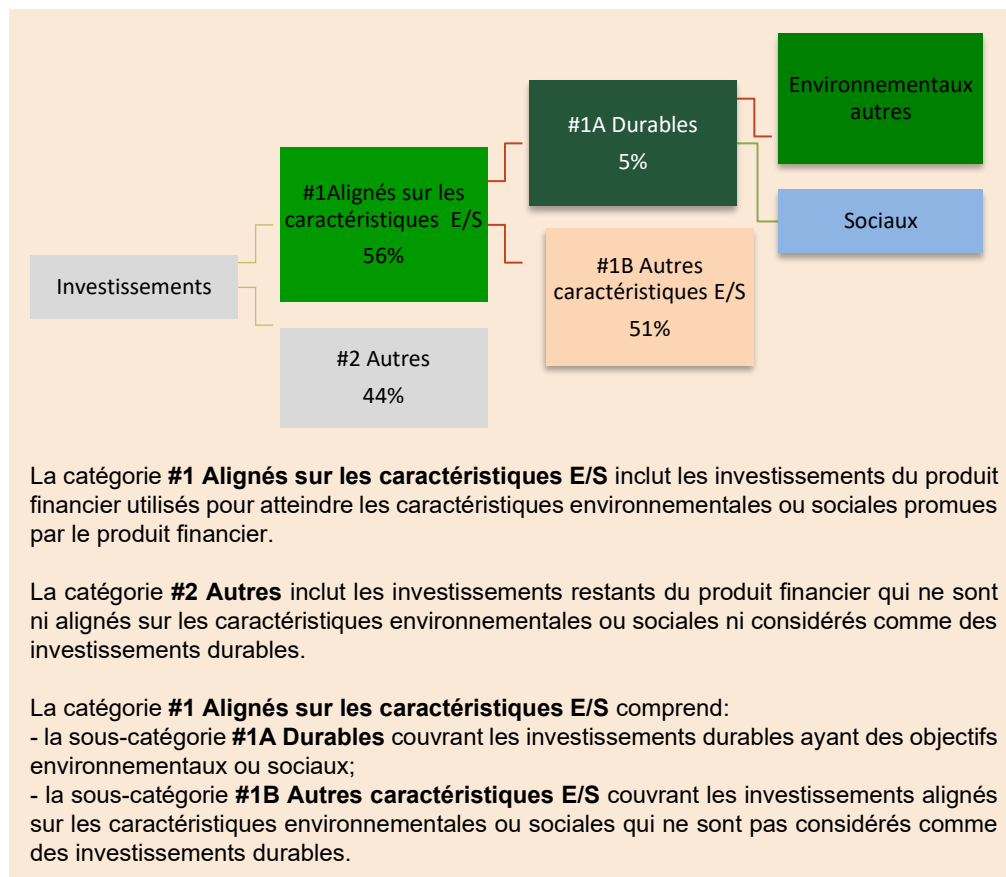 Investissements
#1Alignés sur les
caractéristiques E/S
56%
#2 Autres
44%
#1A Durables
5%
#1B Autres
caractéristiques E/S
51%
Environnementaux
autres
Sociaux
La catégorie #1 Alignés sur les caractéristiques E/S inclut les investissements du produit
financier utilisés pour atteindre les caractéristiques environnementales ou sociales promues
par le produit financier.
La catégorie #2 Autres inclut les investissements restants du produit financier qui ne sont
ni alignés sur les caractéristiques environnementales ou sociales ni considérés comme des
investissements durables.
La catégorie #1 Alignés sur les caractéristiques E/S comprend:
- la sous-catégorie #1A Durables couvrant les investissements durables ayant des objectifs
environnementaux ou sociaux;
- la sous-catégorie #1B Autres caractéristiques E/S couvrant les investissements alignés
sur les caractéristiques environnementales ou sociales qui ne sont pas considérés comme
des investissements durables.